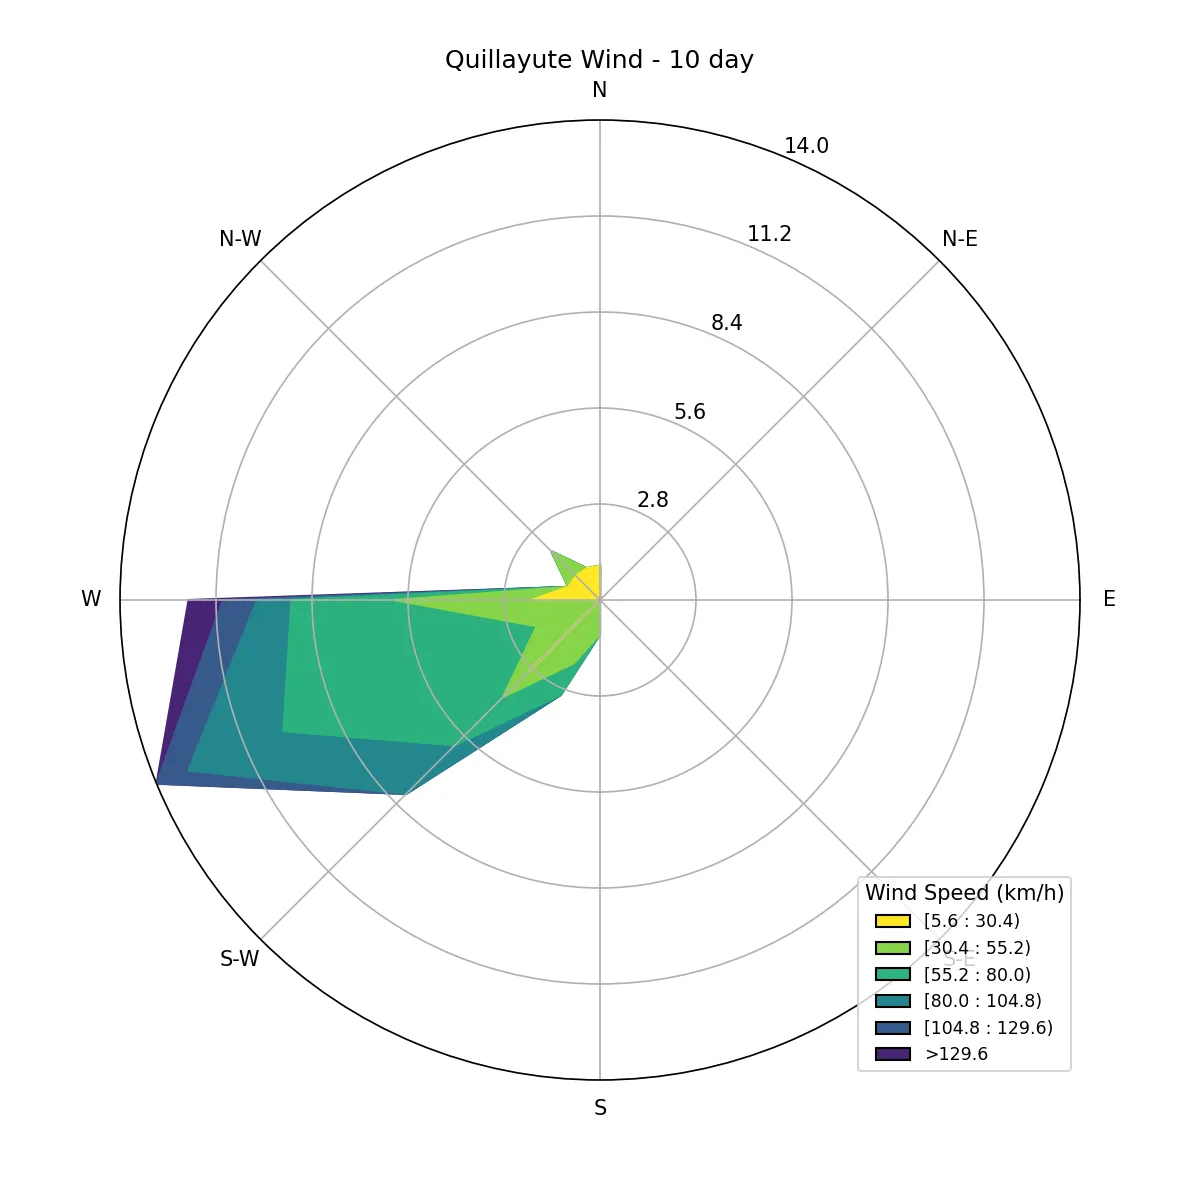 Quillayute Wind - 10 day
N
14.0
N-W
11.2
N-E
8.4
5.6
2.8
W
E
S-W
S-E
S
Wind Speed (km/h)
[5.6 : 30.4)
[30.4 : 55.2)
[55.2 : 80.0)
[80.0 : 104.8)
[104.8 : 129.6)
>129.6